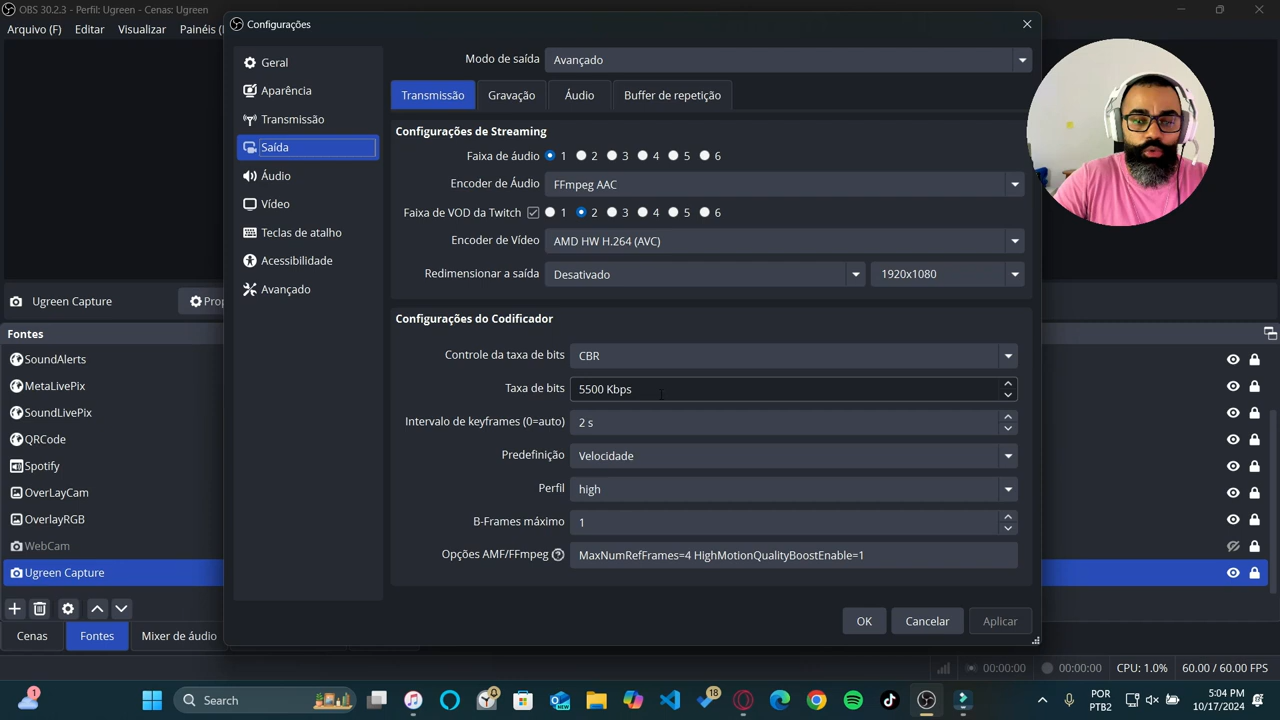 OBS 30.2.3 - Perfil: Ugreen - Cenas: Ugreen
Arquivo (F) Editar Visualizar Painéis
Configurações
Geral
Aparência
Transmissão
Saída
Áudio
Vídeo
Teclas de atalho
Acessibilidade
Avançado
Modo de saída Avançado
Transmissão Gravação Áudio Buffer de repetição
Configurações de Streaming
Faixa de áudio 1 2 3 4 5 6
Encoder de Áudio FFmpeg AAC
Faixa de VOD da Twitch 1 2 3 4 5 6
Encoder de Vídeo AMD HW H.264 (AVC)
Redimensionar a saída Desativado 1920x1080
Configurações do Codificador
Controle da taxa de bits CBR
Taxa de bits 5500 Kbps
Intervalo de keyframes (0=auto) 2 s
Predefinição Velocidade
Perfil high
B-Frames máximo 1
Opções AMF/FFmpeg ? MaxNumRefFrames=4 HighMotionQualityBoostEnable=1
OK Cancelar Aplicar
Ugreen Capture Prop
Fontes
SoundAlerts
MetaLivePix
SoundLivePix
QRCode
Spotify
OverLayCam
OverlayRGB
WebCam
Ugreen Capture
Cenas Fontes Mixer de áudio
00:00:00 00:00:00 CPU: 1.0% 60.00 / 60.00 FPS
1 Search 18 POR 5:04 PM
PTB2 10/17/2024